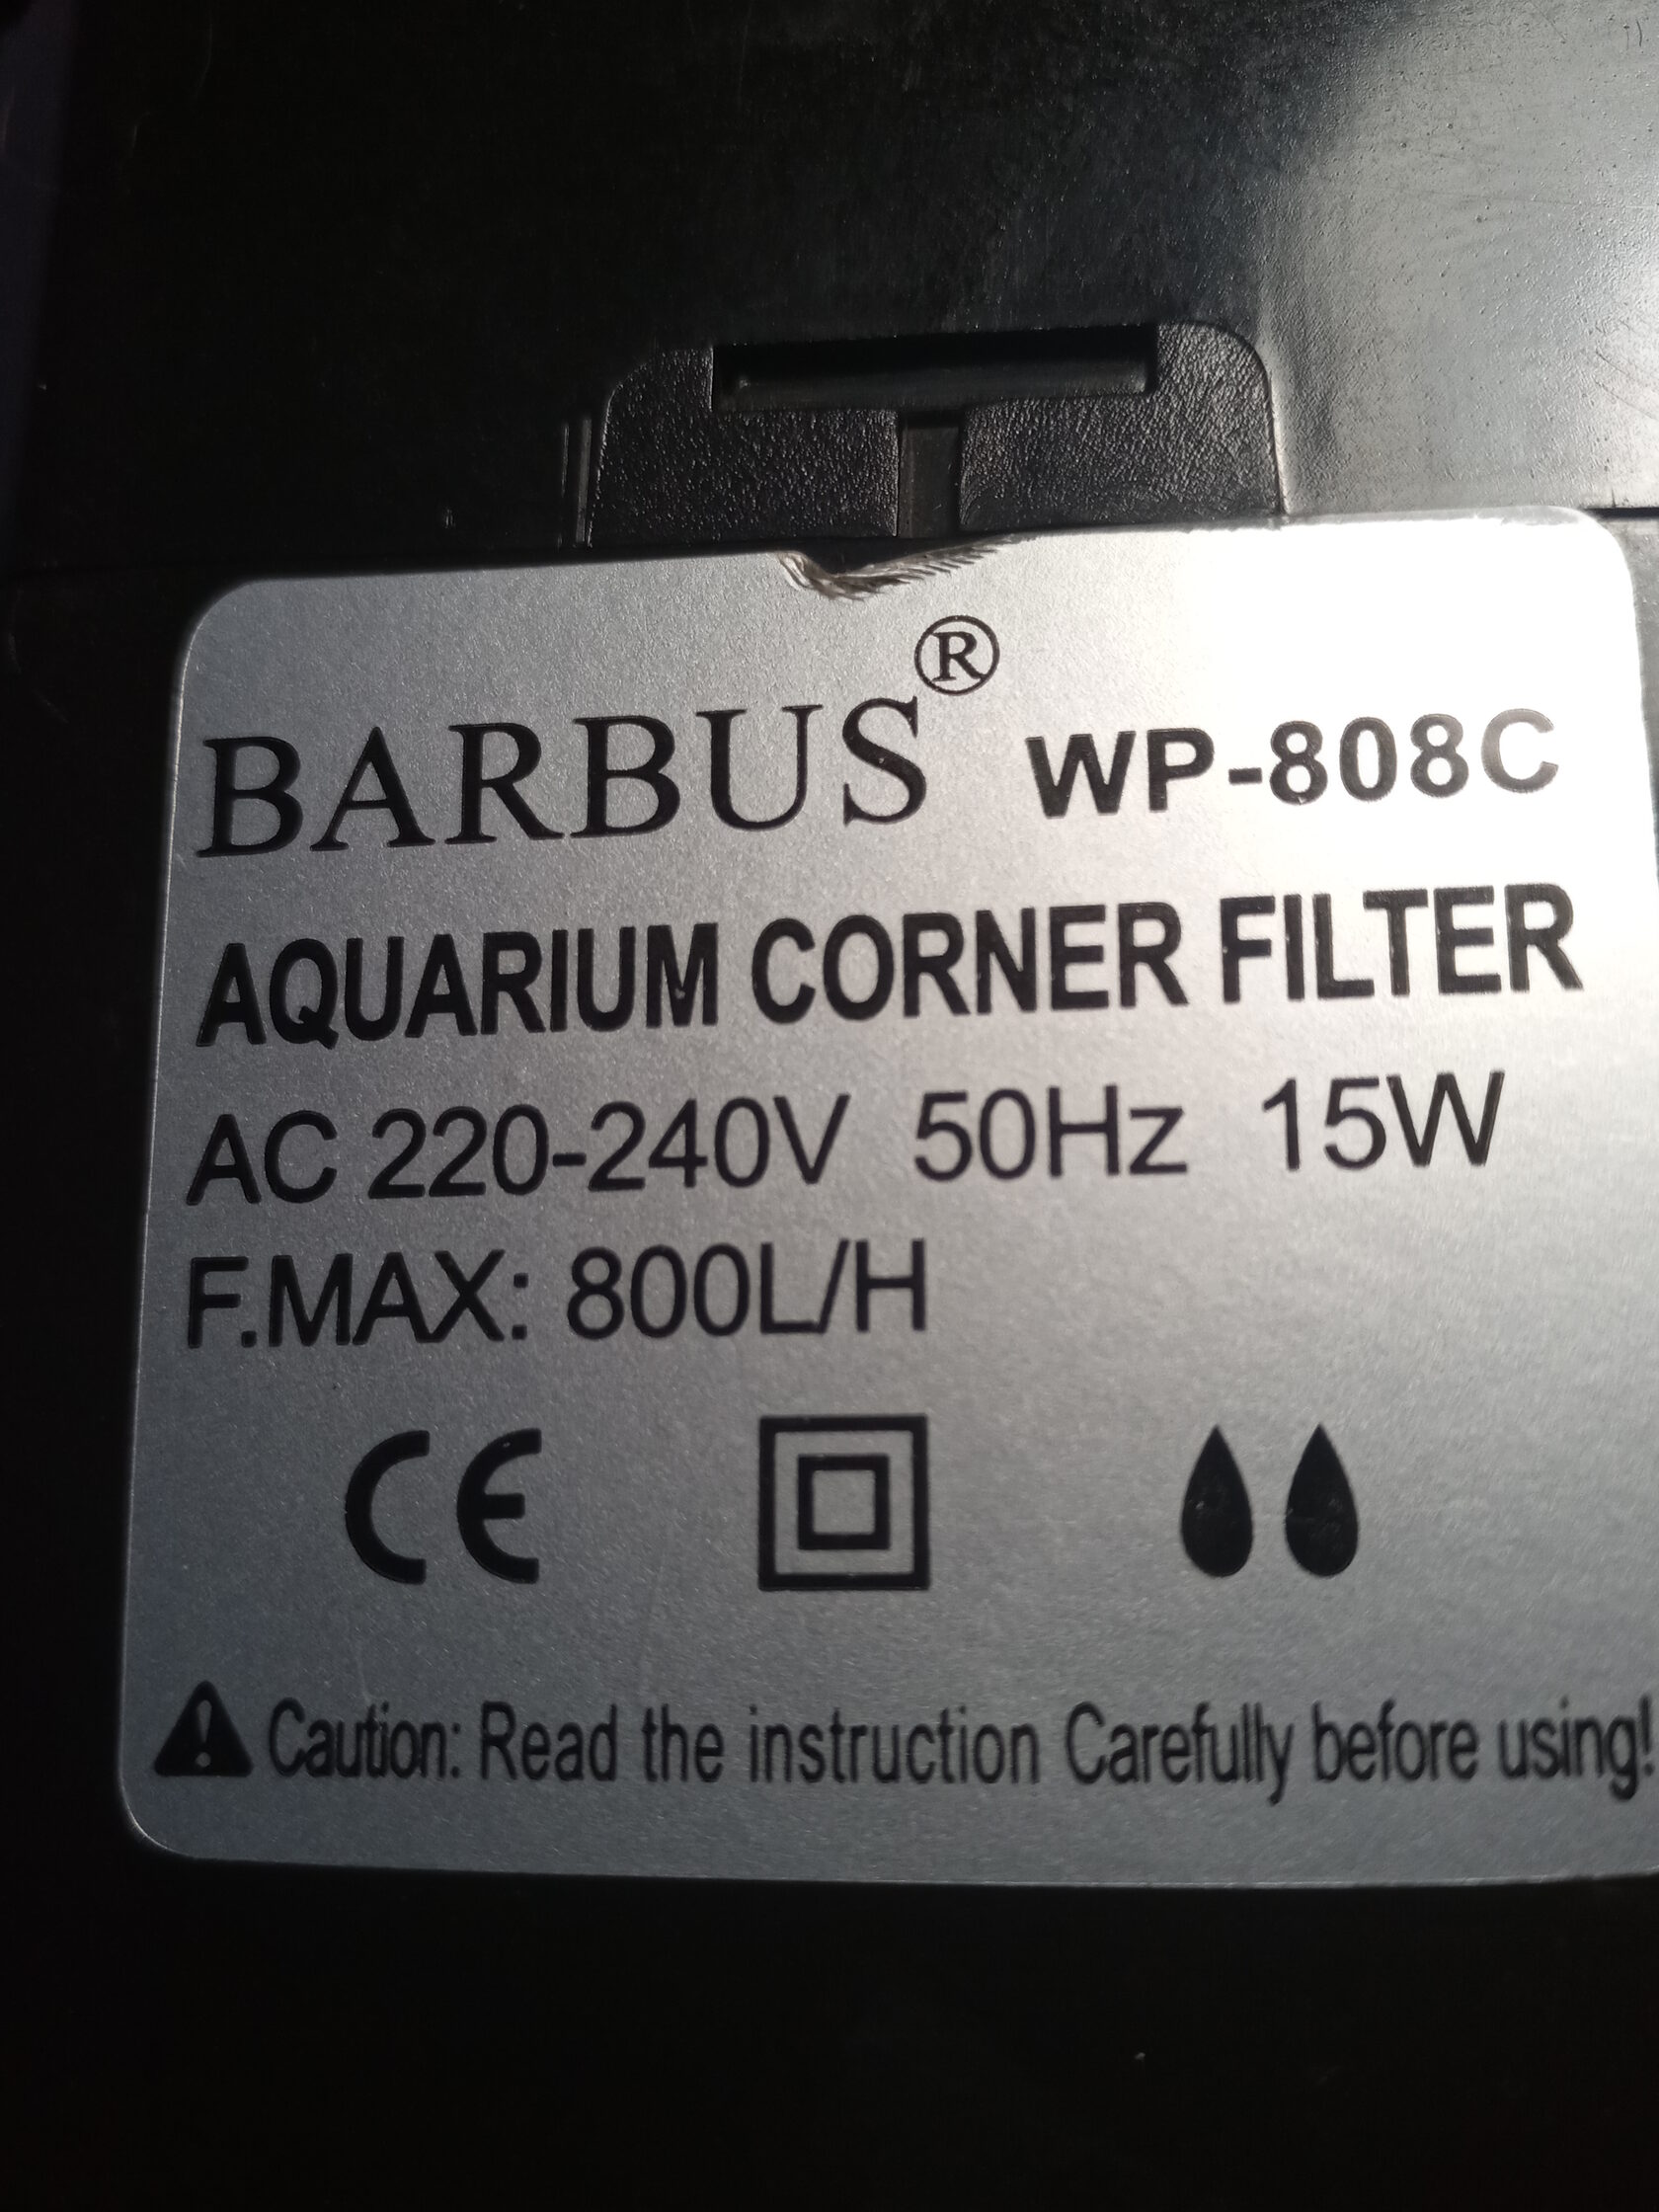 BARBUS® WP-808C
AQUARIUM CORNER FILTER
AC 220-240V 50Hz 15W
F.MAX: 800L/H
CE
Caution: Read the instruction Carefully before using!